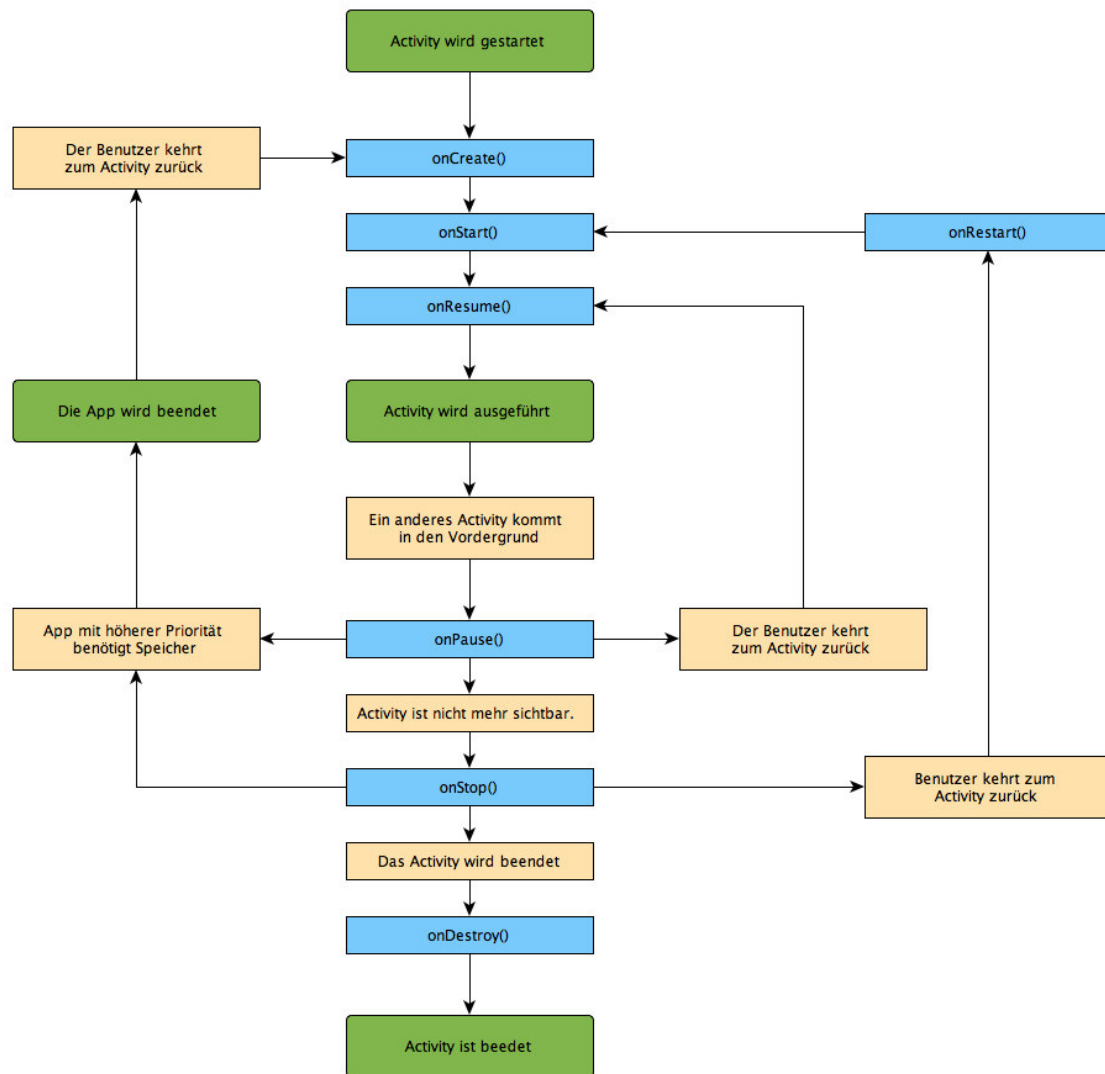 Activity wird gestartet
Der Benutzer kehrt
zum Activity zurück
onCreate()
onStart()
onRestart()
onResume()
Die App wird beendet
Activity wird ausgeführt
Ein anderes Activity kommt
in den Vordergrund
App mit höherer Priorität
benötigt Speicher
onPause()
Der Benutzer kehrt
zum Activity zurück
Activity ist nicht mehr sichtbar.
onStop()
Benutzer kehrt zum
Activity zurück
Das Activity wird beendet
onDestroy()
Activity ist beedet